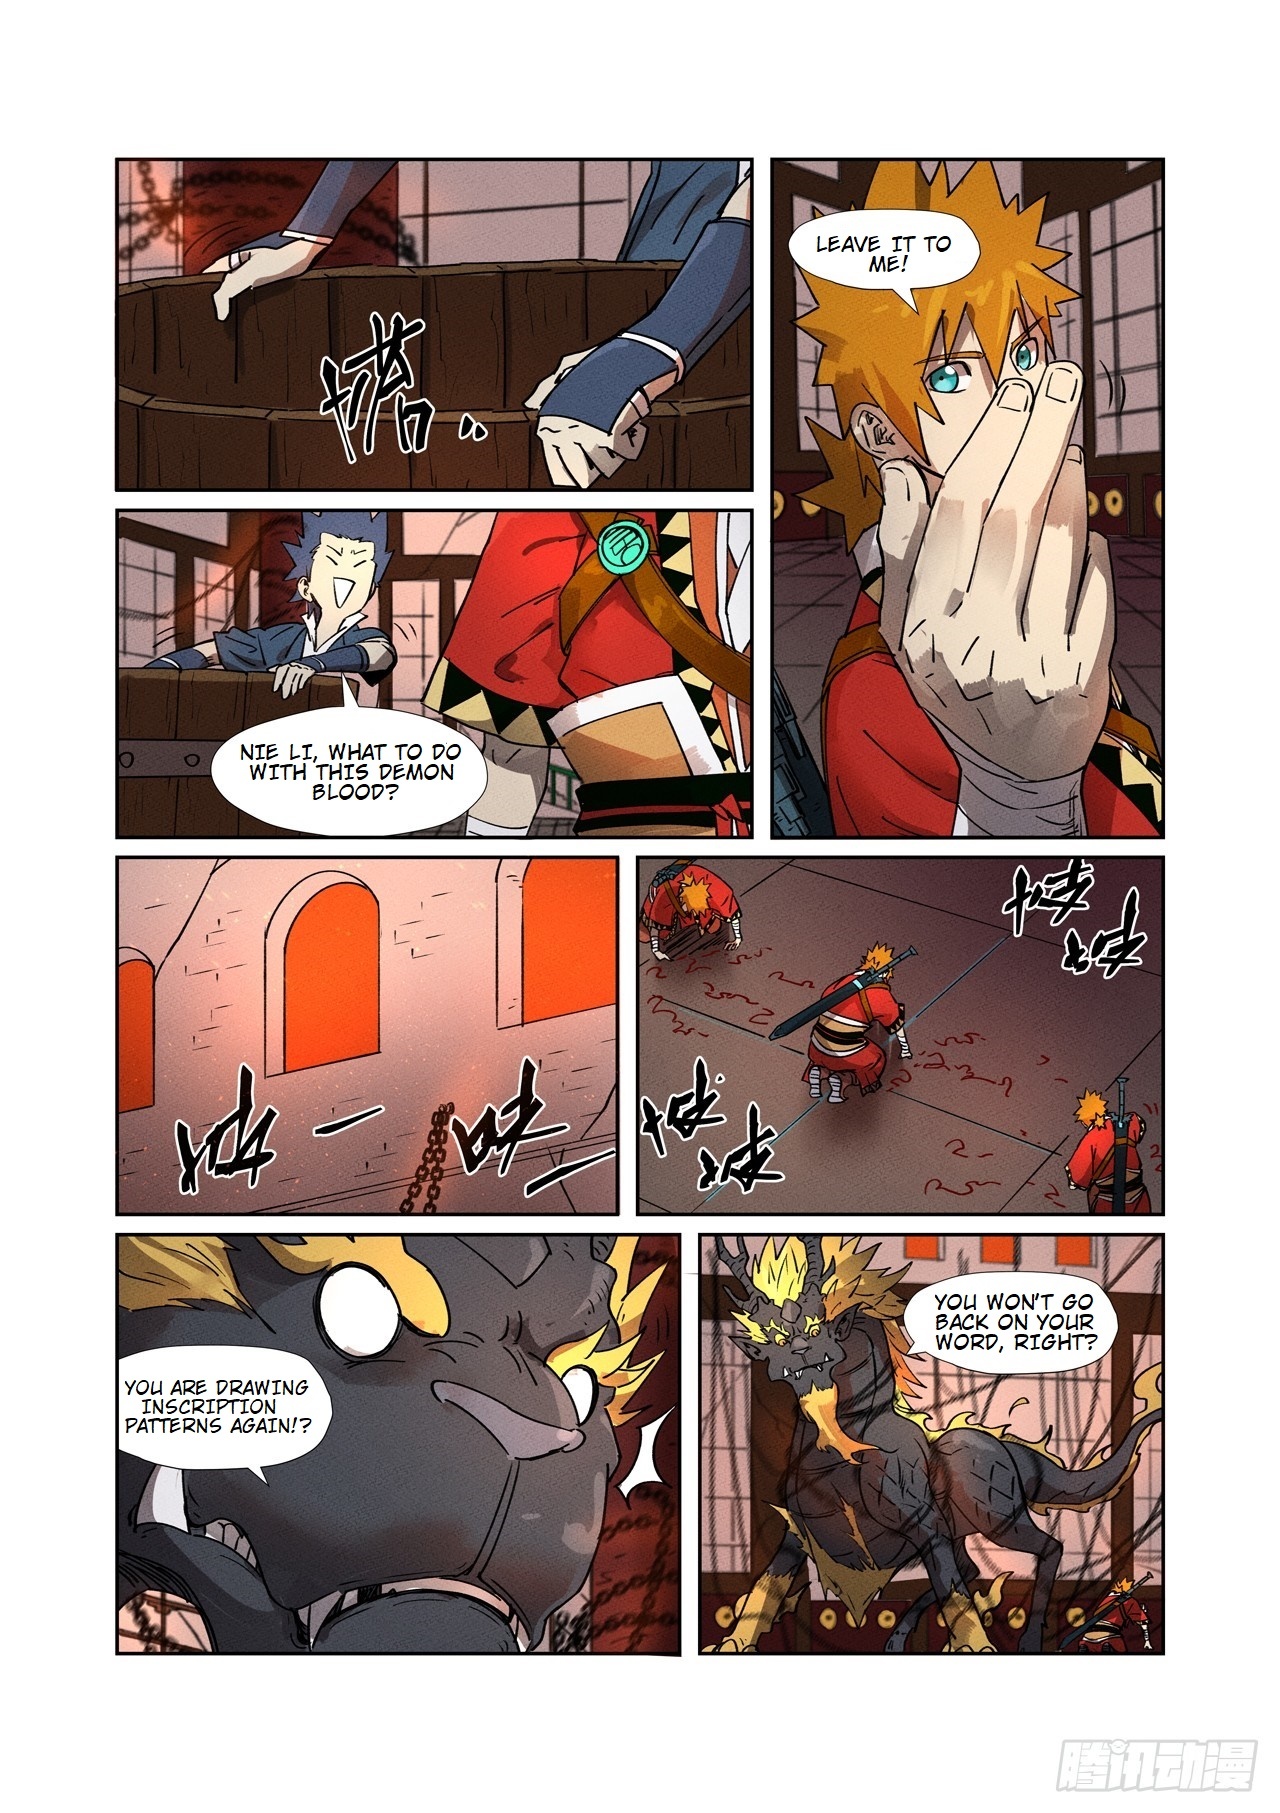 嗒..
LEAVE IT TO
ME!
NIE LI, WHAT TO DO
WITH THIS DEMON
BLOOD?
YOU ARE DRAWING
INSCRIPTION
PATTERNS AGAIN!?
YOU WON'T GO
BACK ON YOUR
WORD, RIGHT?
腾讯动漫